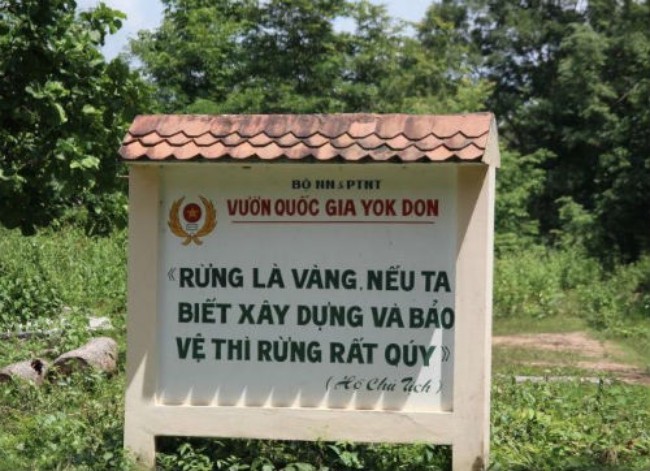 BỘ NN & PTNT
VƯỜN QUỐC GIA YOK DON
《 RỪNG LÀ VÀNG, NẾU TA
BIẾT XÂY DỰNG VÀ BẢO
VỆ THÌ RỪNG RẤT QÚY 》
( Hồ Chủ Tịch )